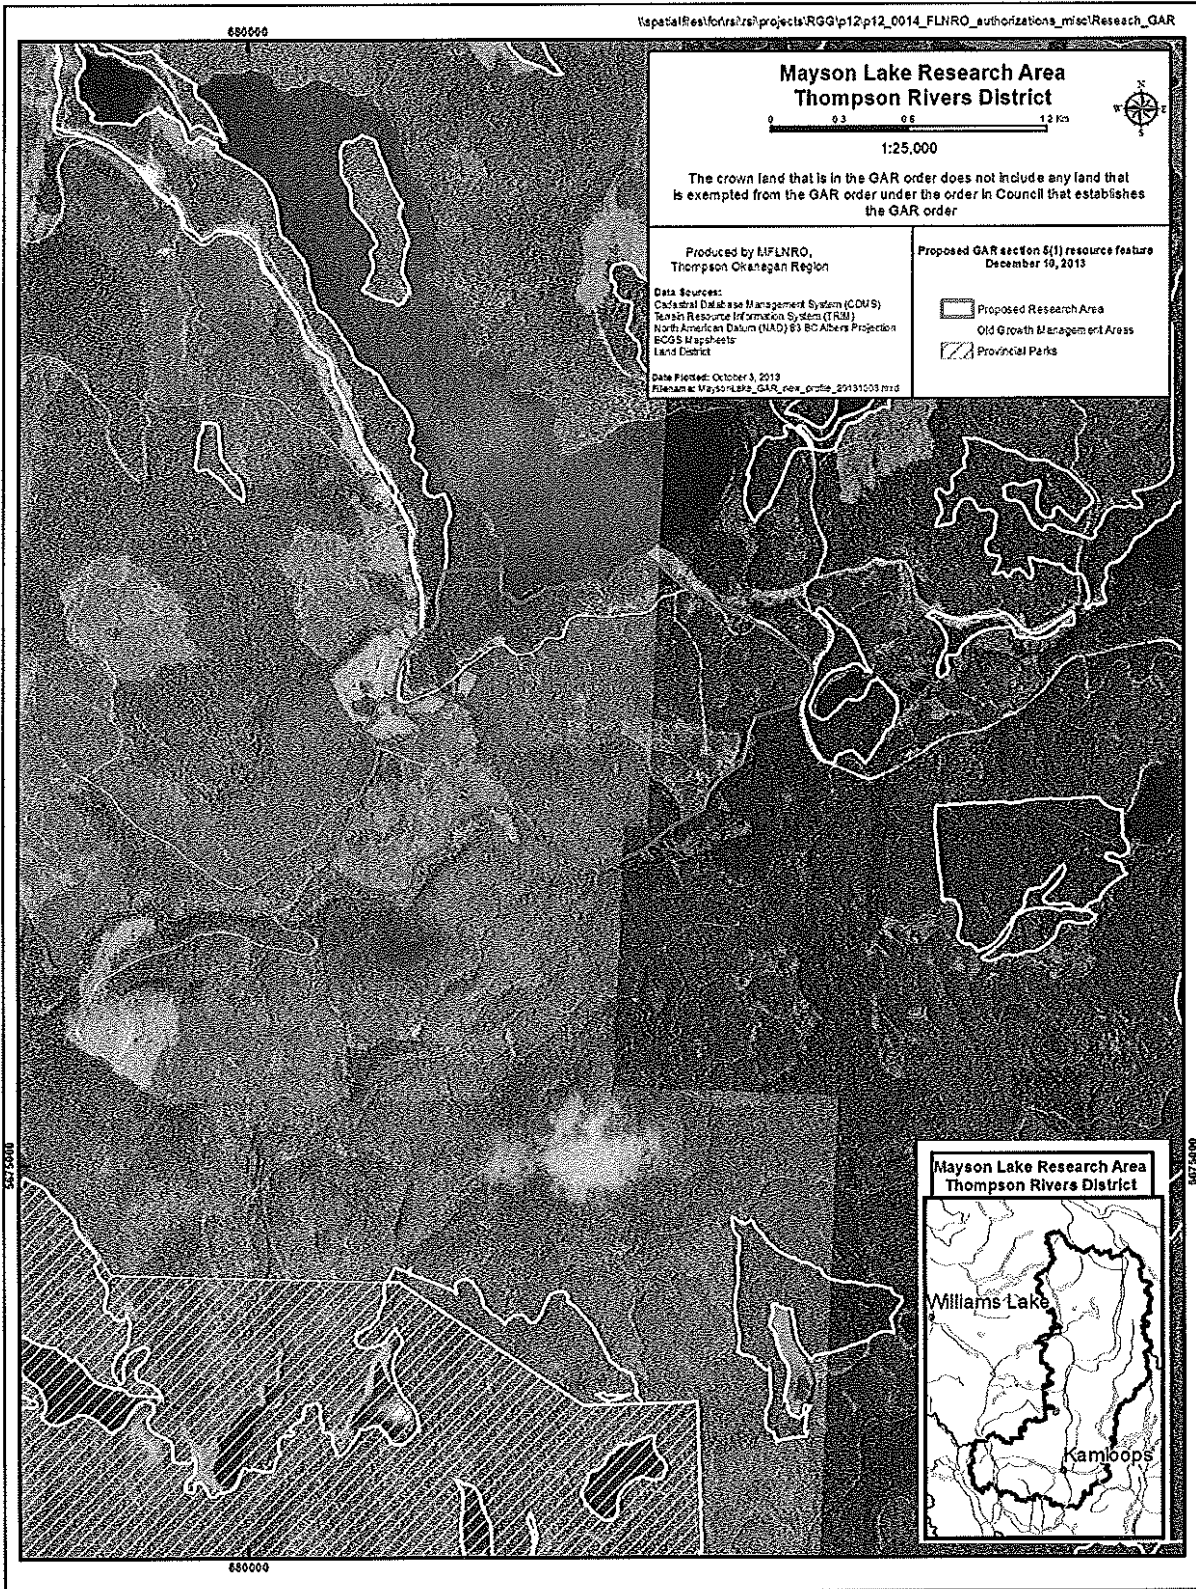 \\spatialfiles\for\rsi\rsi\projects\RGG\p12\p12_0014_FLNRO_authorizations_misc\Reseach_GAR
680000
Mayson Lake Research Area
Thompson Rivers District
N
W E
S
0 0.3 0.6 1.2 Km
1:25,000
The crown land that is in the GAR order does not include any land that
is exempted from the GAR order under the order in Council that establishes
the GAR order
Produced by MFLNRO,
Thompson Okanagan Region
Data Sources:
Cadastral Database Management System (CDMS)
Terrain Resource Information System (TRIM)
North American Datum (NAD) 83 BC Albers Projection
BCGS Mapsheets
Land District
Date Plotted: October 3, 2013
Filename: MaysonLake_GAR_new_profile_20131003.mxd
Proposed GAR section 5(1) resource feature
December 10, 2013
Proposed Research Area
Old Growth Management Areas
Provincial Parks
5675000
5675000
Mayson Lake Research Area
Thompson Rivers District
Williams Lake
Kamloops
680000